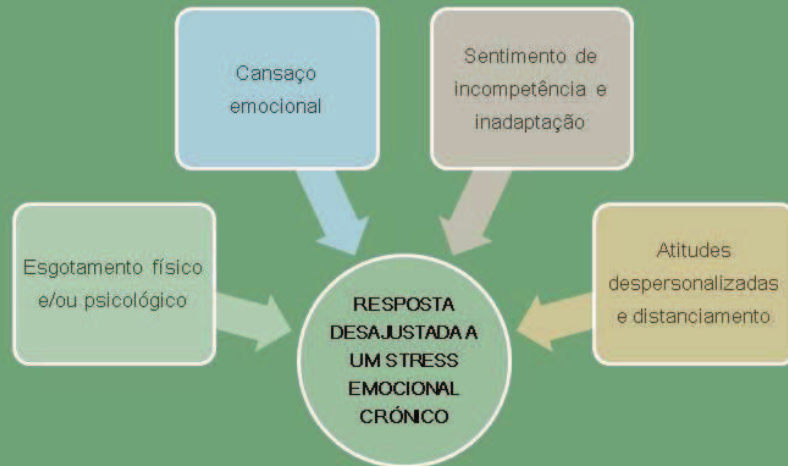 Cansaço
emocional
Sentimento de
incompetência e
inadaptação
Esgotamento físico
e/ou psicológico
Atitudes
despersonalizadas
e distanciamento
RESPOSTA
DESAJUSTADA A
UM STRESS
EMOCIONAL
CRÓNICO